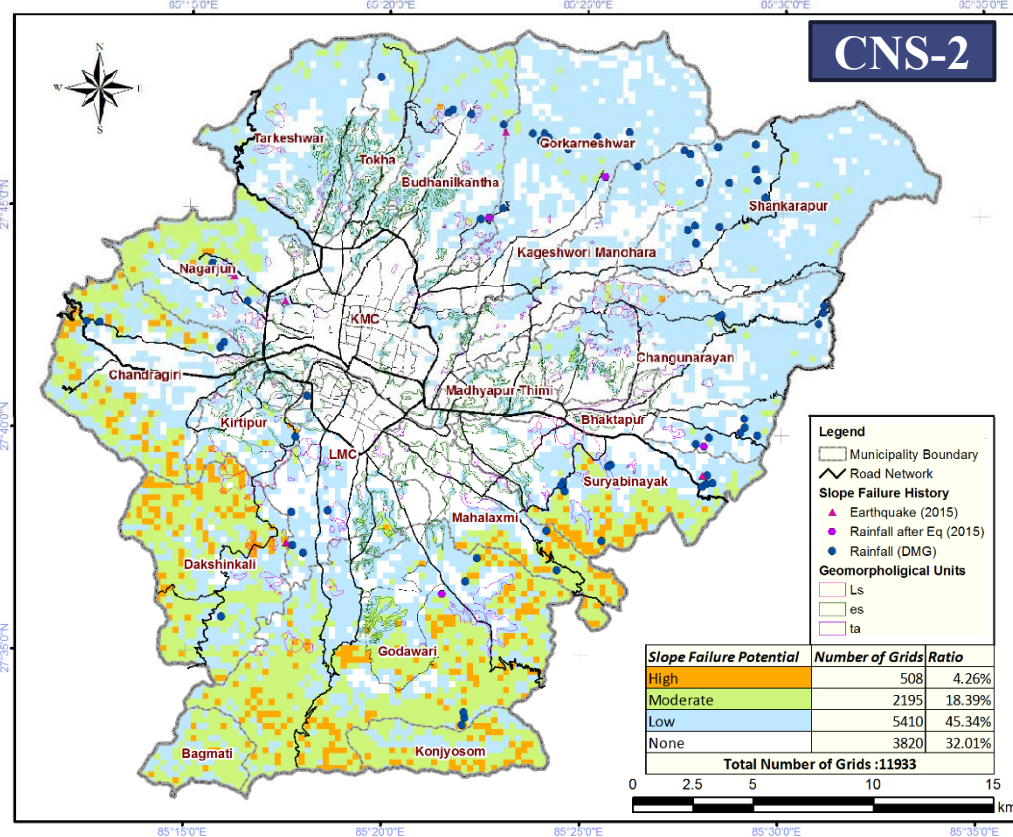 85°15'0"E 85°20'0"E 85°25'0"E 85°30'0"E 85°35'0"E
CNS-2
N
W E
S
Tarkeshwar
Tokha
Gorkarneshwar
Budhanilkantha
27°45'0"N
Shankarapur
Kageshwori Manohara
Nagarjun
KMC
Changunarayan
Chandragiri
Madhyapur Thimi
27°40'0"N
Kirtipur
Bhaktapur
LMC
Suryabinayak
Mahalaxmi
Dakshinkali
27°35'0"N
Godawari
Bagmati
Konjyosom
Legend
Municipality Boundary
Road Network
Slope Failure History
Earthquake (2015)
Rainfall after Eq (2015)
Rainfall (DMG)
Geomorphological Units
Ls
es
ta
Slope Failure Potential Number of Grids Ratio
High 508 4.26%
Moderate 2195 18.39%
Low 5410 45.34%
None 3820 32.01%
Total Number of Grids :11933
0 2.5 5 10 15
km
85°15'0"E 85°20'0"E 85°25'0"E 85°30'0"E 85°35'0"E